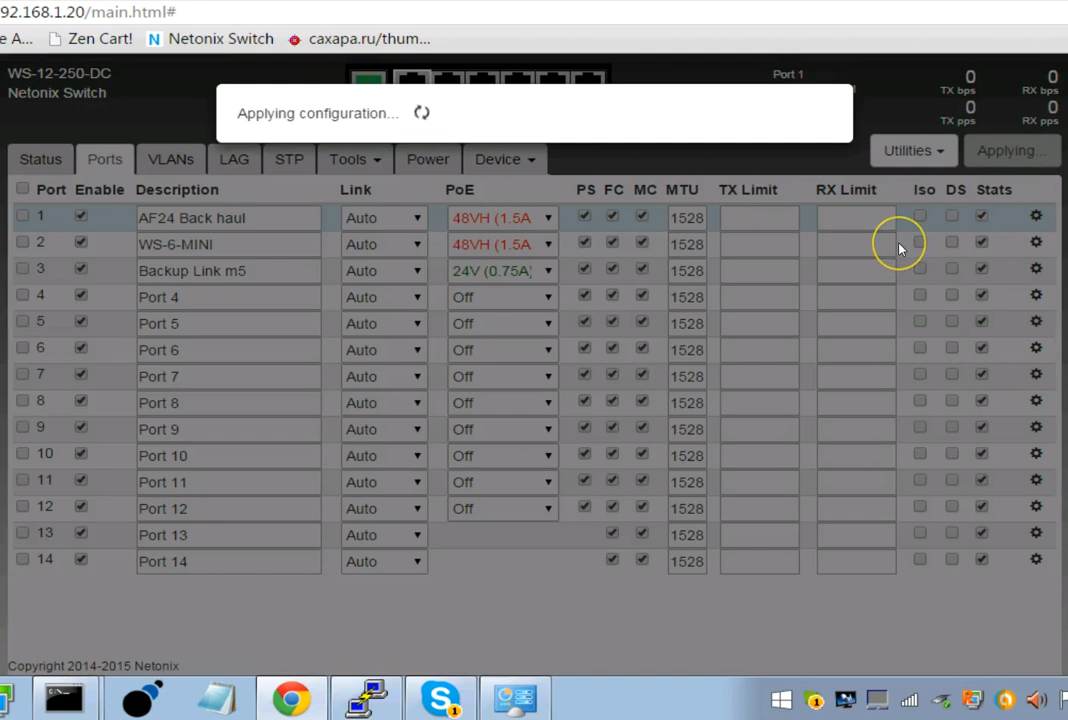 92.168.1.20/main.html#
e A... Zen Cart! N Netonix Switch caxapa.ru/thum...
WS-12-250-DC
Netonix Switch
Port 1
0 TX bps 0 RX bps
0 TX pps 0 RX pps
Applying configuration...
Status Ports VLANs LAG STP Tools Power Device Utilities Applying...
Port Enable Description Link PoE PS FC MC MTU TX Limit RX Limit Iso DS Stats
1 AF24 Back haul Auto 48VH (1.5A 1528
2 WS-6-MINI Auto 48VH (1.5A 1528
3 Backup Link m5 Auto 24V (0.75A) 1528
4 Port 4 Auto Off 1528
5 Port 5 Auto Off 1528
6 Port 6 Auto Off 1528
7 Port 7 Auto Off 1528
8 Port 8 Auto Off 1528
9 Port 9 Auto Off 1528
10 Port 10 Auto Off 1528
11 Port 11 Auto Off 1528
12 Port 12 Auto Off 1528
13 Port 13 Auto 1528
14 Port 14 Auto 1528
Copyright 2014-2015 Netonix